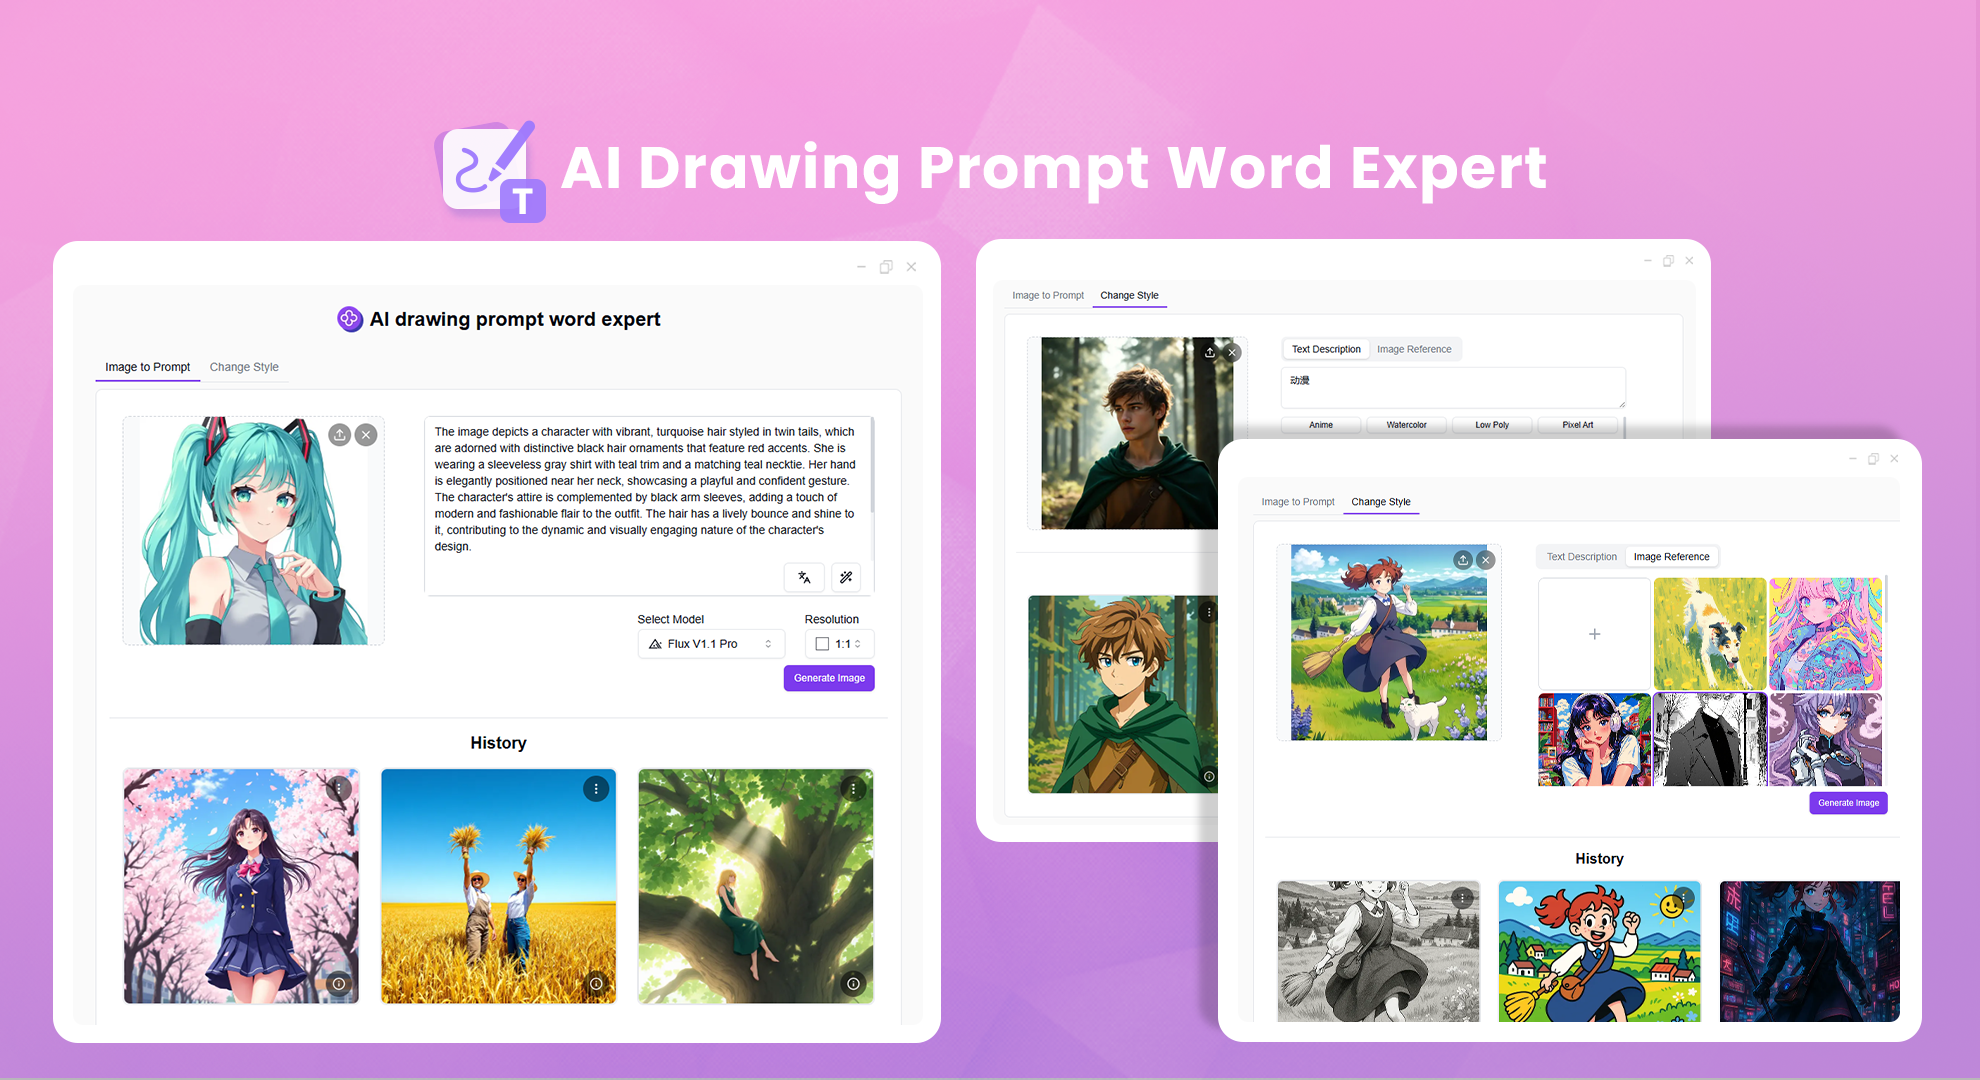 AI Drawing Prompt Word Expert
T
AI drawing prompt word expert
Image to Prompt
Change Style
The image depicts a character with vibrant, turquoise hair styled in twin tails, which
are adorned with distinctive black hair ornaments that feature red accents. She is
wearing a sleeveless gray shirt with teal trim and a matching teal necktie. Her hand
is elegantly positioned near her neck, showcasing a playful and confident gesture.
The character's attire is complemented by black arm sleeves, adding a touch of
modern and fashionable flair to the outfit. The hair has a lively bounce and shine to
it, contributing to the dynamic and visually engaging nature of the character's
design.
Select Model
Resolution
Flux V1.1 Pro
1:1
Generate Image
History
Image to Prompt
Change Style
Text Description
Image Reference
动漫
Anime
Watercolor
Low Poly
Pixel Art
Image to Prompt
Change Style
Text Description
Image Reference
Generate Image
History